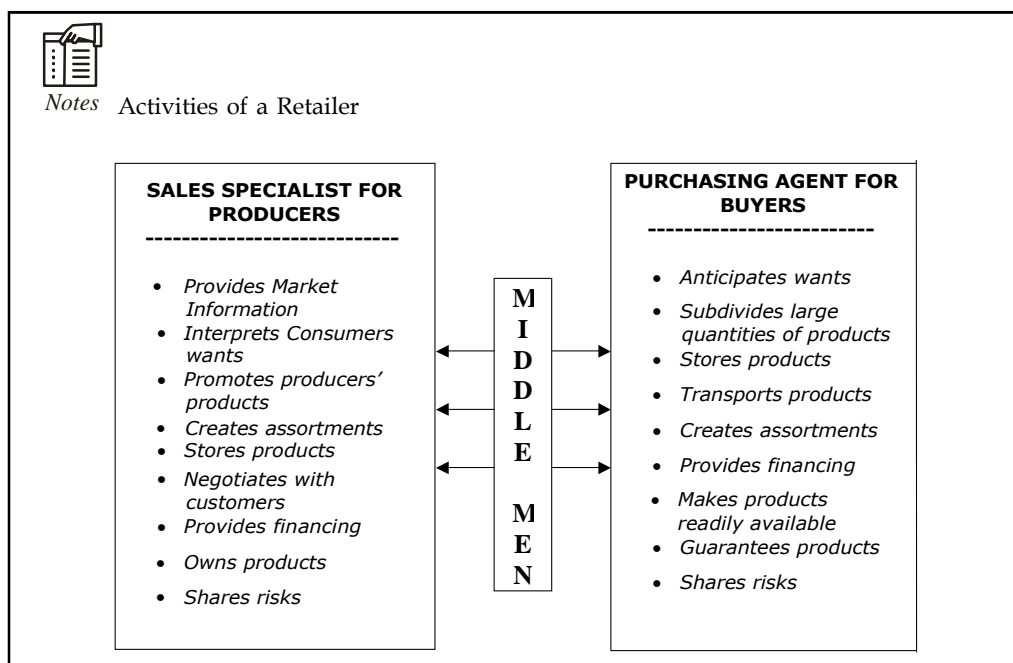 Notes Activities of a Retailer
SALES SPECIALIST FOR
PRODUCERS
----------------------------
• Provides Market
Information
• Interprets Consumers
wants
• Promotes producers’
products
• Creates assortments
• Stores products
• Negotiates with
customers
• Provides financing
• Owns products
• Shares risks
M
I
D
D
L
E
M
E
N
PURCHASING AGENT FOR
BUYERS
-------------------------
• Anticipates wants
• Subdivides large
quantities of products
• Stores products
• Transports products
• Creates assortments
• Provides financing
• Makes products
readily available
• Guarantees products
• Shares risks